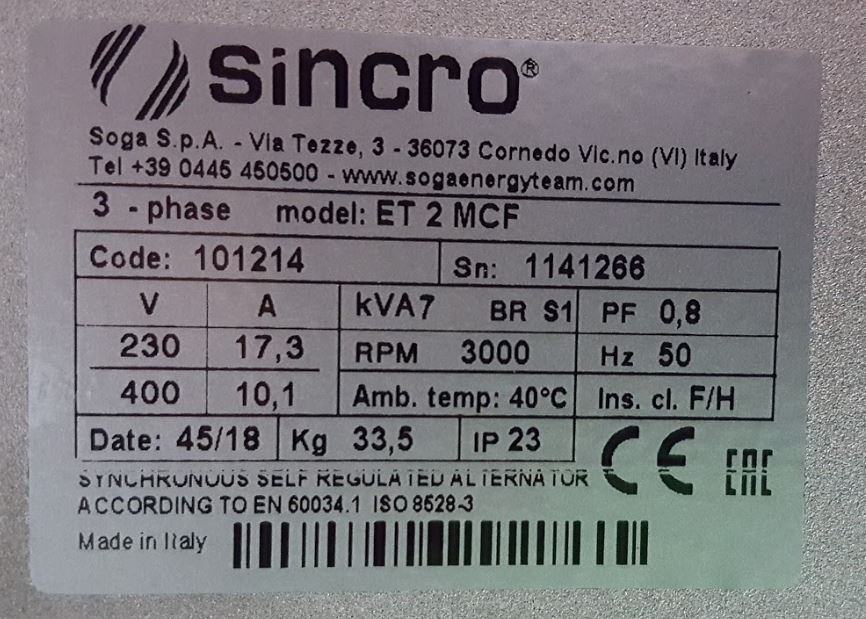 sincro®
Soga S.p.A. - Via Tezze, 3 - 36073 Cornedo Vic.no (VI) Italy
Tel +39 0445 450500 - www.sogaenergyteam.com
3 - phase model: ET 2 MCF
Code: 101214 Sn: 1141266
V A kVA7 BR S1 PF 0,8
230 17,3 RPM 3000 Hz 50
400 10,1 Amb. temp: 40°C Ins. cl. F/H
Date: 45/18 Kg 33,5 IP 23 CE EAC
SYNCHRONOUS SELF REGULATED ALTERNATOR
ACCORDING TO EN 60034.1 ISO 8528-3
Made in Italy